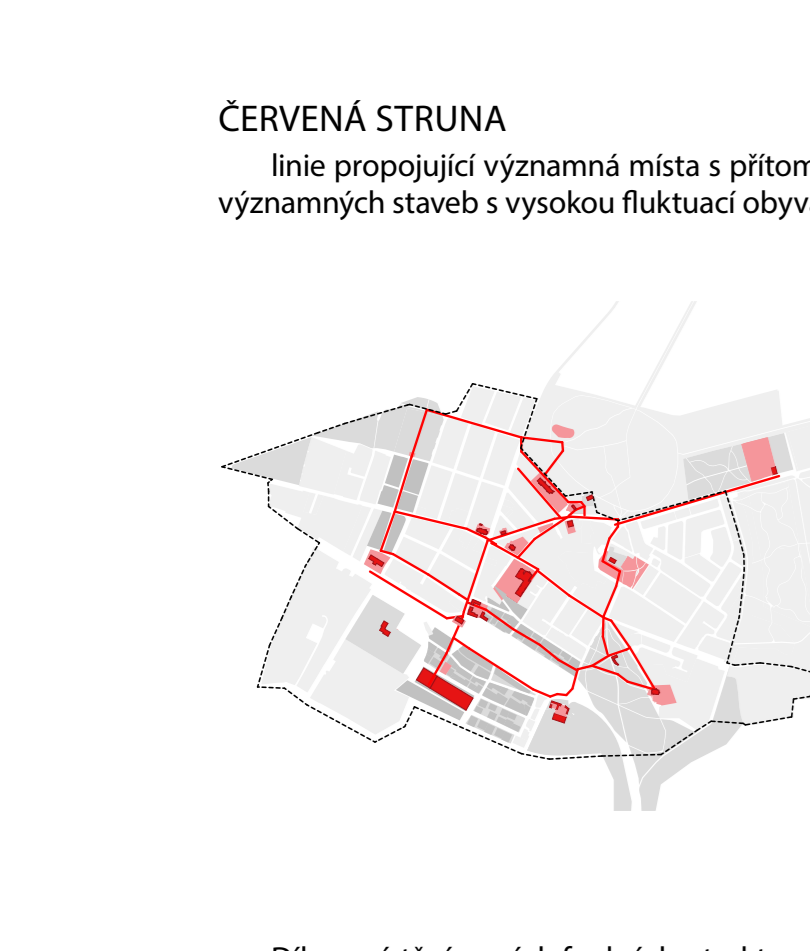 ČERVENÁ STRUNA
linie propojující významná místa s přítom
významných staveb s vysokou fluktuací obyv